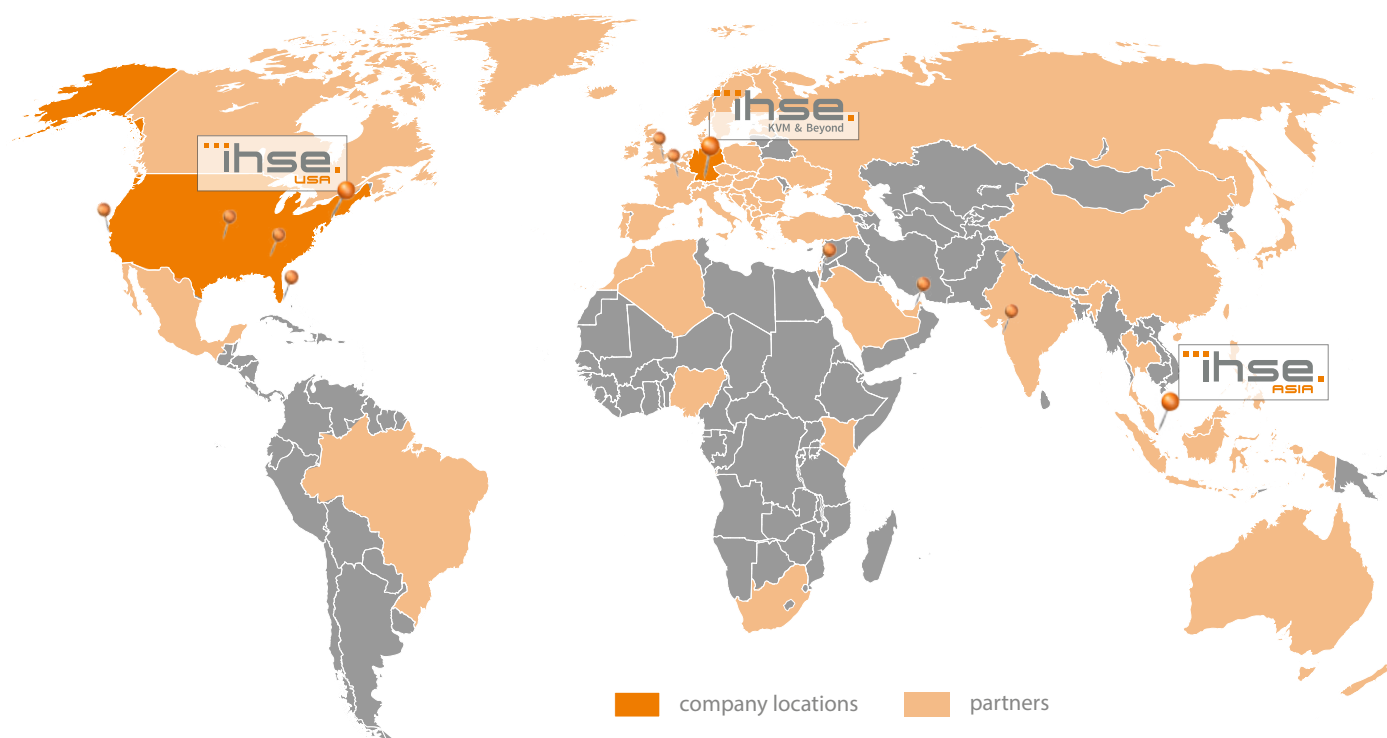 ihse.
KVM & Beyond
ihse.
USA
ihse.
ASIA
company locations
partners